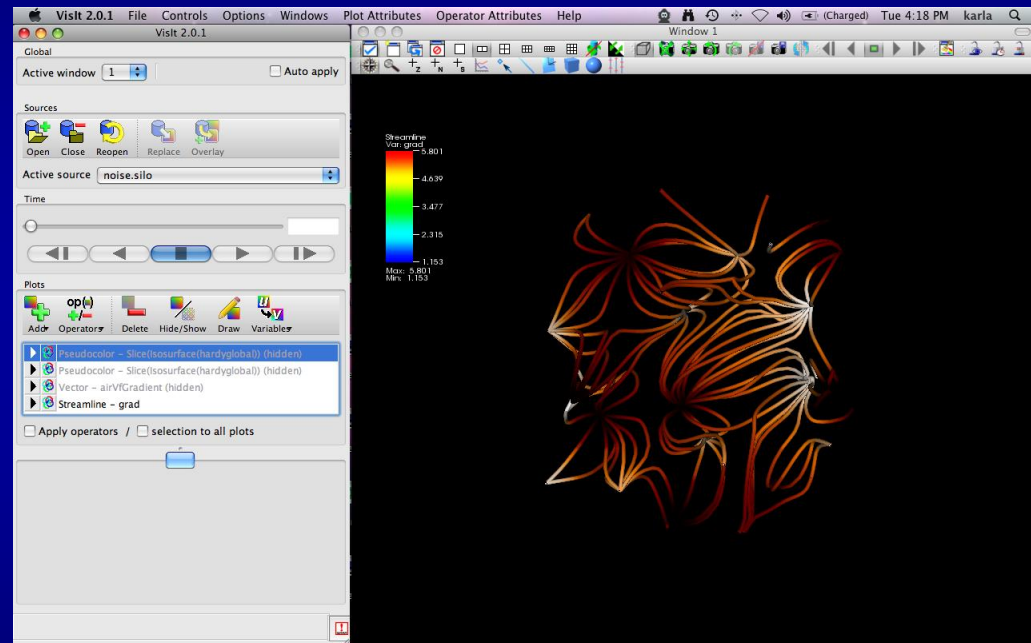 VisIt 2.0.1 File Controls Options Windows Plot Attributes Operator Attributes Help (Charged) Tue 4:18 PM karla
VisIt 2.0.1
Window 1
Global
Active window 1 Auto apply
Sources
Open Close Reopen Replace Overlay
Active source noise.silo
Time
Plots
op(+)
+/-
Add Operators Delete Hide/Show Draw Variables
Pseudocolor - Slice(Isosurface(hardyglobal)) (hidden)
Pseudocolor - Slice(Isosurface(hardyglobal)) (hidden)
Vector - airVfGradient (hidden)
Streamline - grad
Apply operators / selection to all plots
Streamline
Var: grad
5.801
4.639
3.477
2.315
1.153
Max: 5.801
Min: 1.153